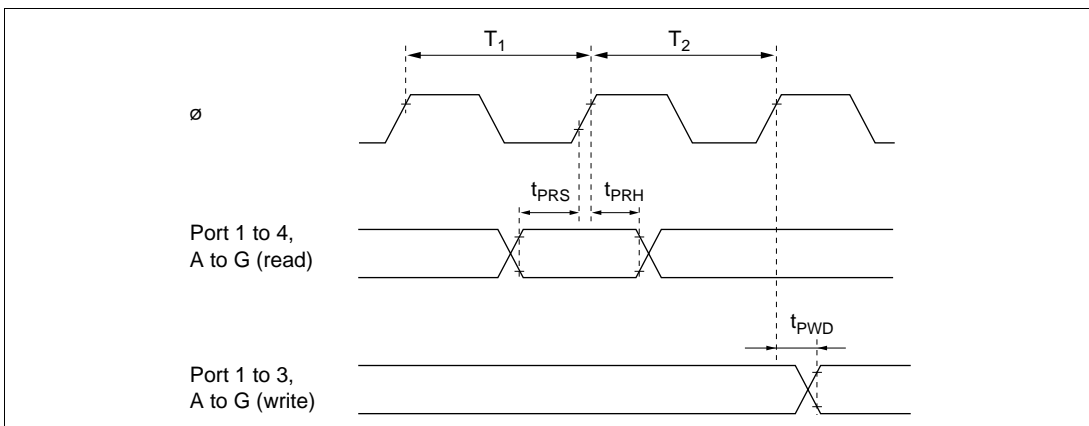 T1
T2
ø
tPRS
tPRH
Port 1 to 4,
A to G (read)
tPWD
Port 1 to 3,
A to G (write)